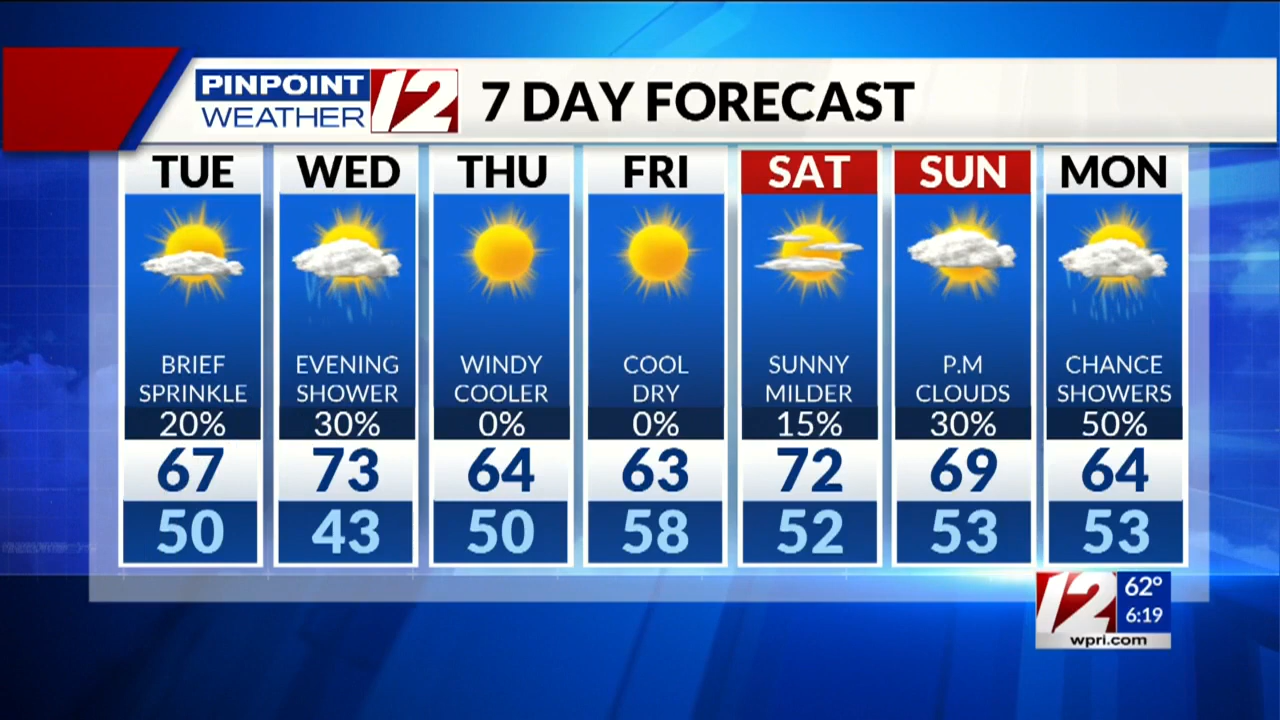 PINPOINT
WEATHER
12
7 DAY FORECAST
TUE WED THU FRI SAT SUN MON
BRIEF EVENING WINDY COOL SUNNY P.M CHANCE
SPRINKLE SHOWER COOLER DRY MILDER CLOUDS SHOWERS
20% 30% 0% 0% 15% 30% 50%
67 73 64 63 72 69 64
50 43 50 58 52 53 53
12
62°
6:19
wpri.com